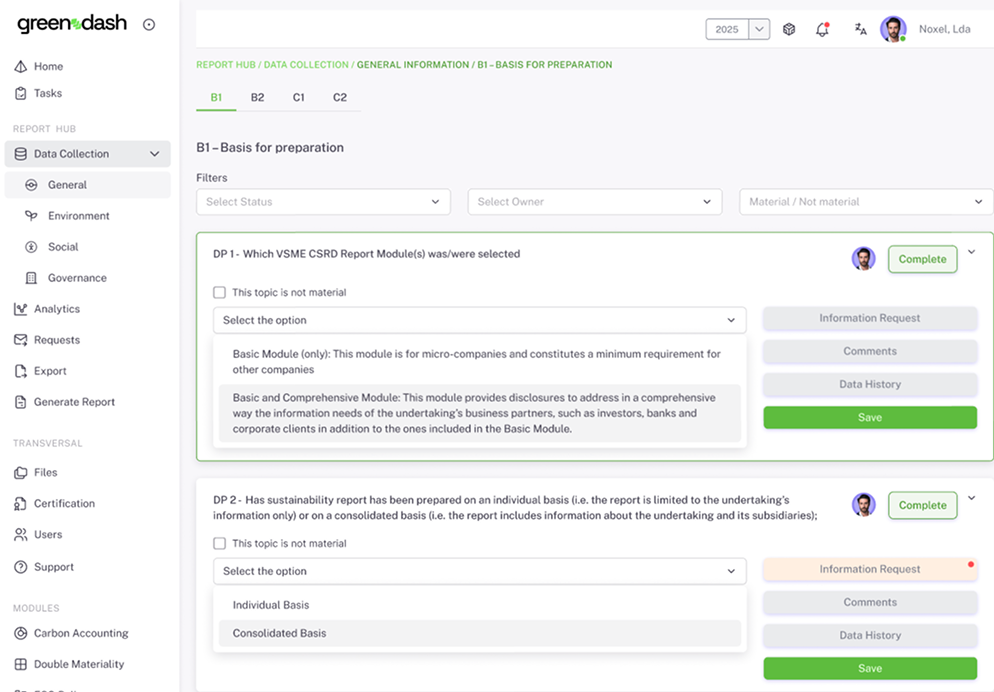 greendash
2025
Noxel, Lda
Home
Tasks
REPORT HUB
Data Collection
General
Environment
Social
Governance
Analytics
Requests
Export
Generate Report
TRANSVERSAL
Files
Certification
Users
Support
MODULES
Carbon Accounting
Double Materiality
REPORT HUB / DATA COLLECTION / GENERAL INFORMATION / B1 – BASIS FOR PREPARATION
B1 B2 C1 C2
B1 – Basis for preparation
Filters
Select Status
Select Owner
Material / Not material
DP 1 - Which VSME CSRD Report Module(s) was/were selected
Complete
This topic is not material
Select the option
Basic Module (only): This module is for micro-companies and constitutes a minimum requirement for
other companies
Basic and Comprehensive Module: This module provides disclosures to address in a comprehensive
way the information needs of the undertaking's business partners, such as investors, banks and
corporate clients in addition to the ones included in the Basic Module.
Information Request
Comments
Data History
Save
DP 2 - Has sustainability report has been prepared on an individual basis (i.e. the report is limited to the undertaking's
information only) or on a consolidated basis (i.e. the report includes information about the undertaking and its subsidiaries);
Complete
This topic is not material
Select the option
Individual Basis
Consolidated Basis
Information Request
Comments
Data History
Save